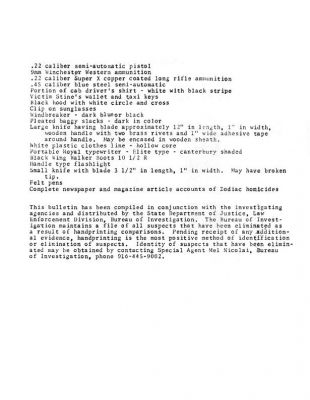 .22 caliber semi-automatic pistol
9mm Winchester Western ammunition
.22 caliber Super X copper coated long rifle ammunition
.45 caliber blue steel semi-automatic
Portion of cab driver's shirt - white with black stripe
Victim Stine's wallet and taxi keys
Black hood with white circle and cross
Clip on sunglasses
Windbreaker - dark blue or black
Pleated baggy slacks - dark in color
Large knife having blade approximately 12" in length, 1" in width,
wooden handle with two brass rivets and 1" wide adhesive tape
around handle. May be encased in wooden sheath.
White plastic clothes line - hollow core
Portable Royal typewriter - Elite type - canterbury shaded
Black Wing Walker Boots 10 1/2 R
Handle type flashlight
Small knife with blade 3 1/2" in length, 1" in width. May have broken
tip.
Felt pens
Complete newspaper and magazine article accounts of Zodiac homicides
This bulletin has been compiled in conjunction with the investigating
agencies and distributed by the State Department of Justice, Law
Enforcement Division, Bureau of Investigation. The Bureau of Invest-
igation maintains a file of all suspects that have been eliminated as
a result of handprinting comparisons. Pending receipt of any addition-
al evidence, handprinting is the most positive method of identification
or elimination of suspects. Identity of suspects that have been elimin-
ated may be obtained by contacting Special Agent Mel Nicolai, Bureau
of Investigation, phone 916-445-9082.